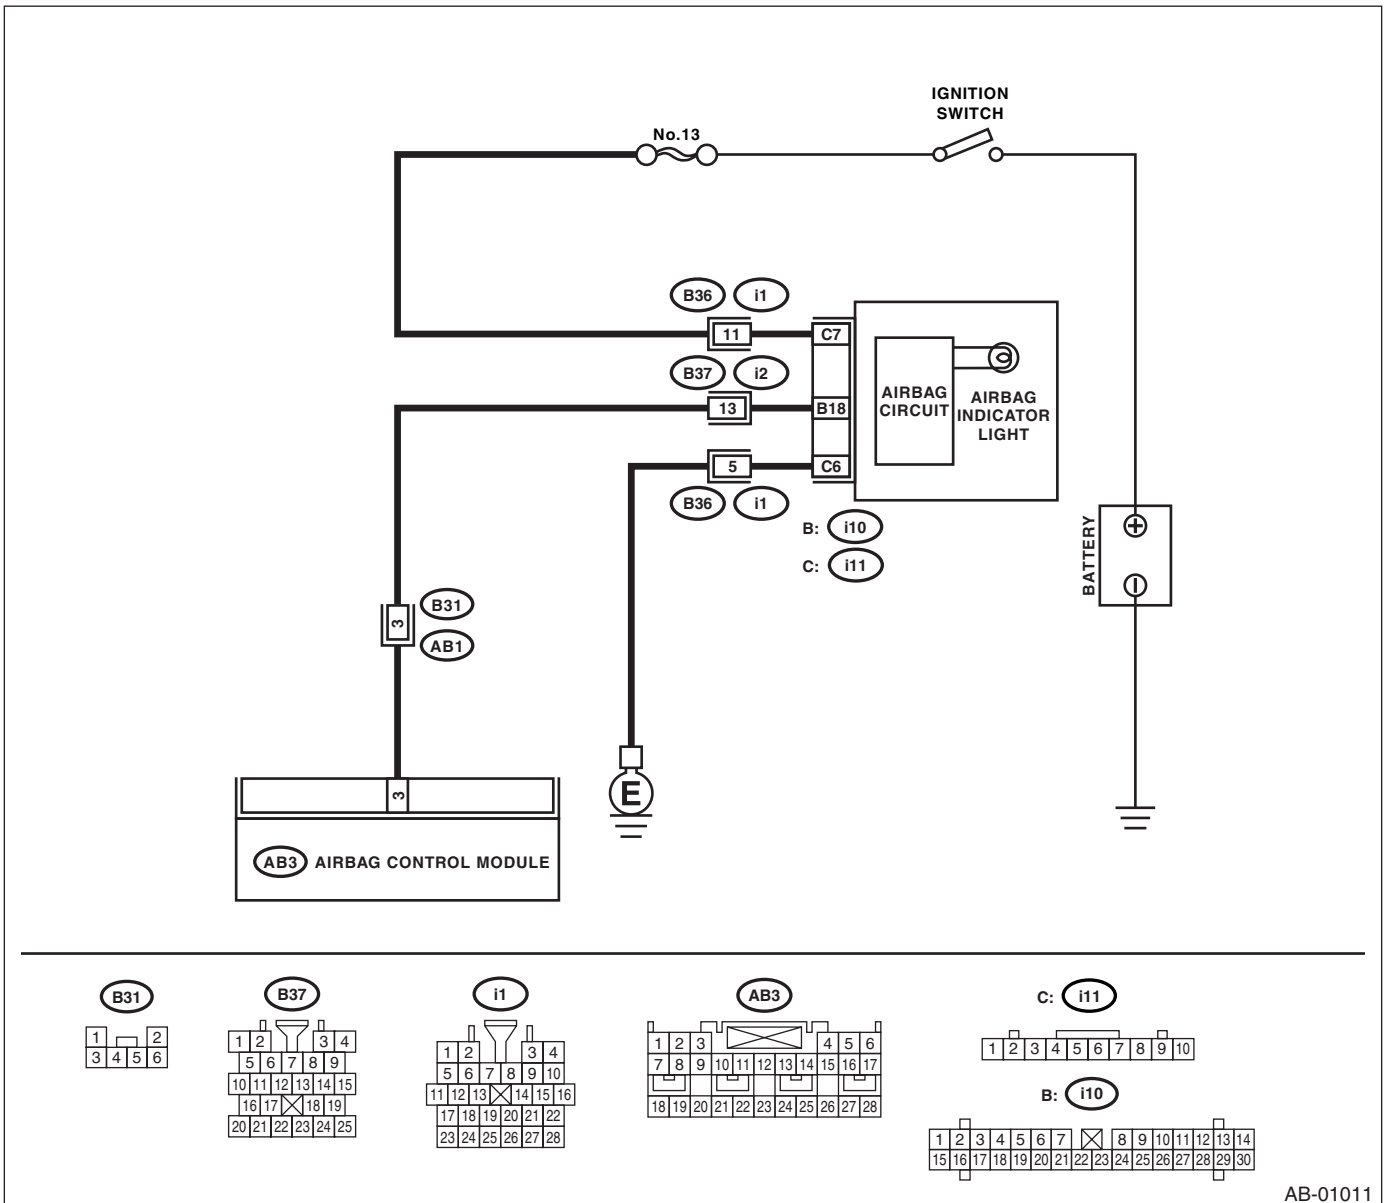 IGNITION
SWITCH
No.13
B36 i1
11 C7
B37 i2
13 B18
5 C6
B36 i1
AIRBAG
CIRCUIT
AIRBAG
INDICATOR
LIGHT
B: i10
C: i11
BATTERY
B31
3
AB1
3
E
AB3 AIRBAG CONTROL MODULE
B31
1 2
3 4 5 6
B37
1 2 3 4
5 6 7 8 9
10 11 12 13 14 15
16 17 18 19
20 21 22 23 24 25
i1
1 2 3 4
5 6 7 8 9 10
11 12 13 14 15 16
17 18 19 20 21 22
23 24 25 26 27 28
AB3
1 2 3 4 5 6
7 8 9 10 11 12 13 14 15 16 17
18 19 20 21 22 23 24 25 26 27 28
C: i11
1 2 3 4 5 6 7 8 9 10
B: i10
1 2 3 4 5 6 7 8 9 10 11 12 13 14
15 16 17 18 19 20 21 22 23 24 25 26 27 28 29 30
AB-01011